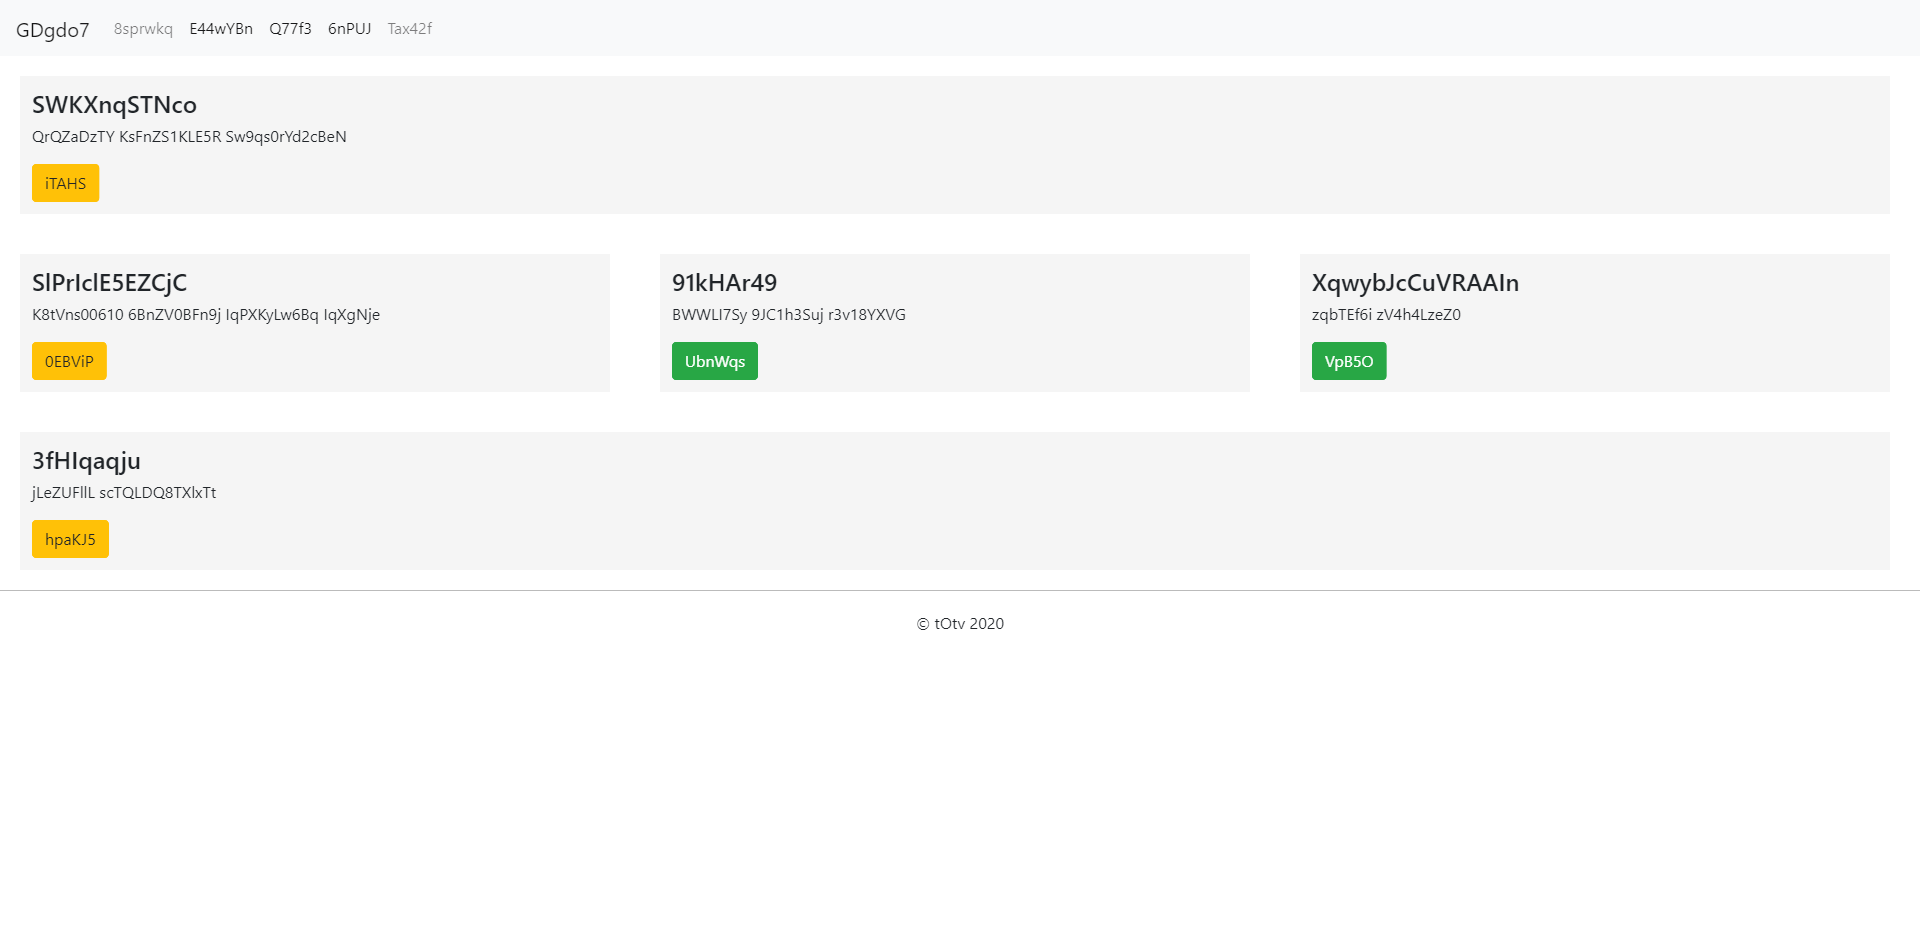 GDgdo7 8sprwkq E44wYBn Q77f3 6nPUJ Tax42f
SWKXnqSTNco
QrQZaDzTY KsFnZS1KLE5R Sw9qs0rYd2cBeN
iTAHS
SlPrIclE5EZCjC
K8tVns00610 6BnZV0BFn9j IqPXKyLw6Bq IqXgNje
0EBViP
91kHAr49
BWWLI7Sy 9JC1h3Suj r3v18YXVG
UbnWqs
XqwybJcCuVRAAIn
zqbTEf6i zV4h4LzeZ0
VpB5O
3fHIqaqju
jLeZUFllL scTQLDQ8TXlxTt
hpaKJ5
© tOtv 2020